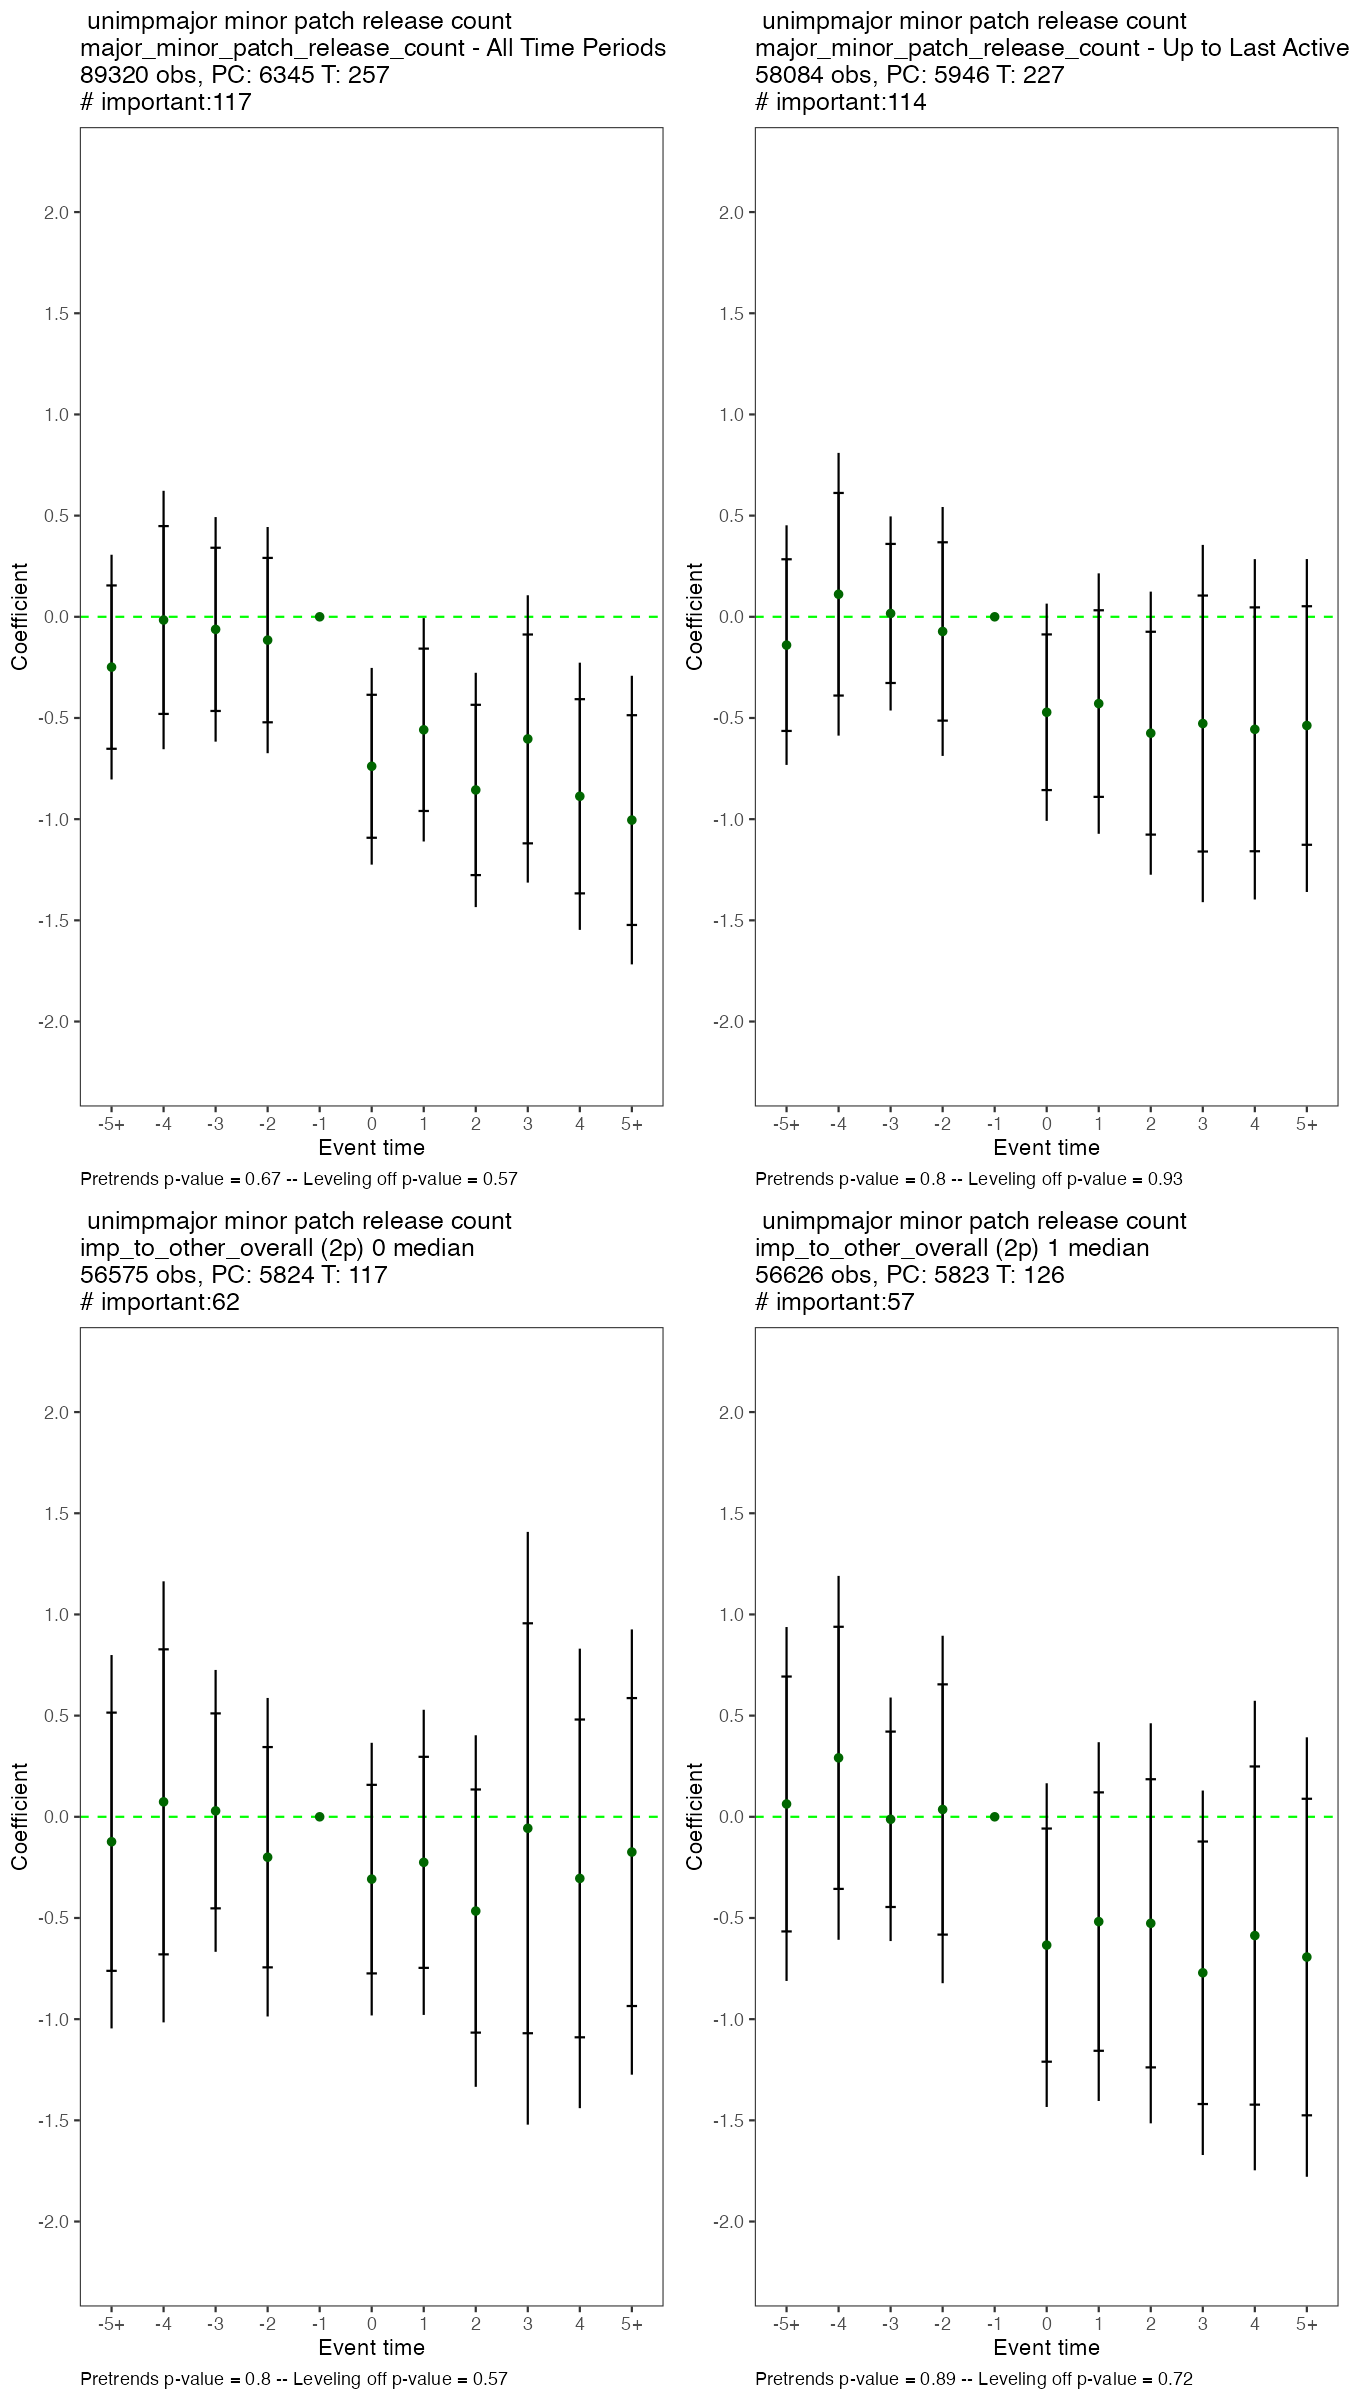 unimpmajor minor patch release count
major_minor_patch_release_count - All Time Periods
89320 obs, PC: 6345 T: 257
# important:117
2.0
1.5
1.0
0.5
0.0
-0.5
-1.0
-1.5
-2.0
Coefficient
-5+ -4 -3 -2 -1 0 1 2 3 4 5+
Event time
Pretrends p-value = 0.67 -- Leveling off p-value = 0.57
unimpmajor minor patch release count
major_minor_patch_release_count - Up to Last Active
58084 obs, PC: 5946 T: 227
# important:114
2.0
1.5
1.0
0.5
0.0
-0.5
-1.0
-1.5
-2.0
Coefficient
-5+ -4 -3 -2 -1 0 1 2 3 4 5+
Event time
Pretrends p-value = 0.8 -- Leveling off p-value = 0.93
unimpmajor minor patch release count
imp_to_other_overall (2p) 0 median
56575 obs, PC: 5824 T: 117
# important:62
2.0
1.5
1.0
0.5
0.0
-0.5
-1.0
-1.5
-2.0
Coefficient
-5+ -4 -3 -2 -1 0 1 2 3 4 5+
Event time
Pretrends p-value = 0.8 -- Leveling off p-value = 0.57
unimpmajor minor patch release count
imp_to_other_overall (2p) 1 median
56626 obs, PC: 5823 T: 126
# important:57
2.0
1.5
1.0
0.5
0.0
-0.5
-1.0
-1.5
-2.0
Coefficient
-5+ -4 -3 -2 -1 0 1 2 3 4 5+
Event time
Pretrends p-value = 0.89 -- Leveling off p-value = 0.72